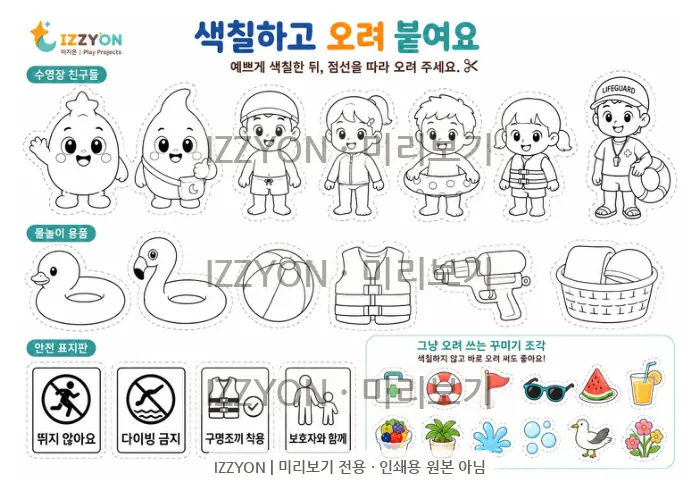 IZZYON
이지온 | Play Projects
색칠하고 오려 붙여요
예쁘게 색칠한 뒤, 점선을 따라 오려 주세요.
수영장 친구들
LIFEGUARD
IZZYON · 미리보기
물놀이 용품
IZZYON · 미리보기
안전 표지판
그냥 오려 쓰는 꾸미기 조각
색칠하지 않고 바로 오려 써도 좋아요!
IZZYON · 미리보기
뛰지 않아요
다이빙 금지
구명조끼 착용
보호자와 함께
IZZYON | 미리보기 전용 · 인쇄용 원본 아님